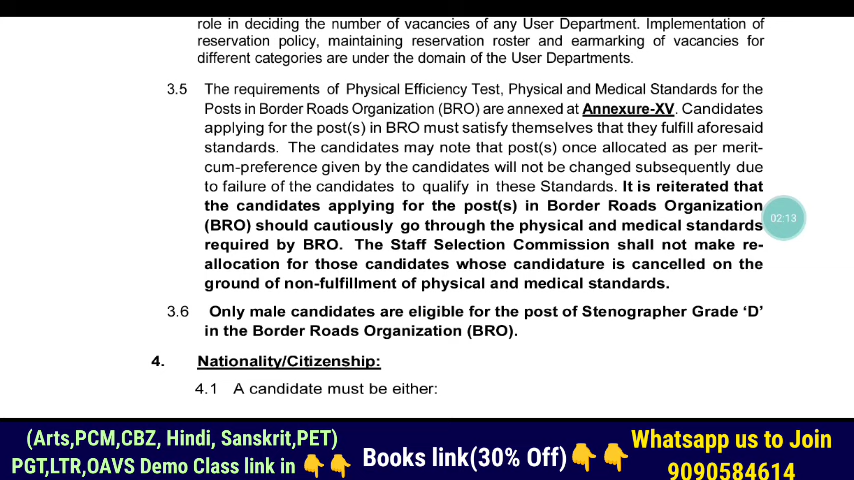 role in deciding the number of vacancies of any User Department. Implementation of
reservation policy, maintaining reservation roster and earmarking of vacancies for
different categories are under the domain of the User Departments.
3.5 The requirements of Physical Efficiency Test, Physical and Medical Standards for the
Posts in Border Roads Organization (BRO) are annexed at Annexure-XV. Candidates
applying for the post(s) in BRO must satisfy themselves that they fulfill aforesaid
standards. The candidates may note that post(s) once allocated as per merit-
cum-preference given by the candidates will not be changed subsequently due
to failure of the candidates to qualify in these Standards. It is reiterated that
the candidates applying for the post(s) in Border Roads Organization
(BRO) should cautiously go through the physical and medical standards
required by BRO. The Staff Selection Commission shall not make re-
allocation for those candidates whose candidature is cancelled on the
ground of non-fulfillment of physical and medical standards.
02:13
3.6 Only male candidates are eligible for the post of Stenographer Grade ‘D’
in the Border Roads Organization (BRO).
4. Nationality/Citizenship:
4.1 A candidate must be either:
(Arts,PCM,CBZ, Hindi, Sanskrit,PET)
PGT,LTR,OAVS Demo Class link in 👇👇
Books link(30% Off)👇👇
Whatsapp us to Join
9090584614